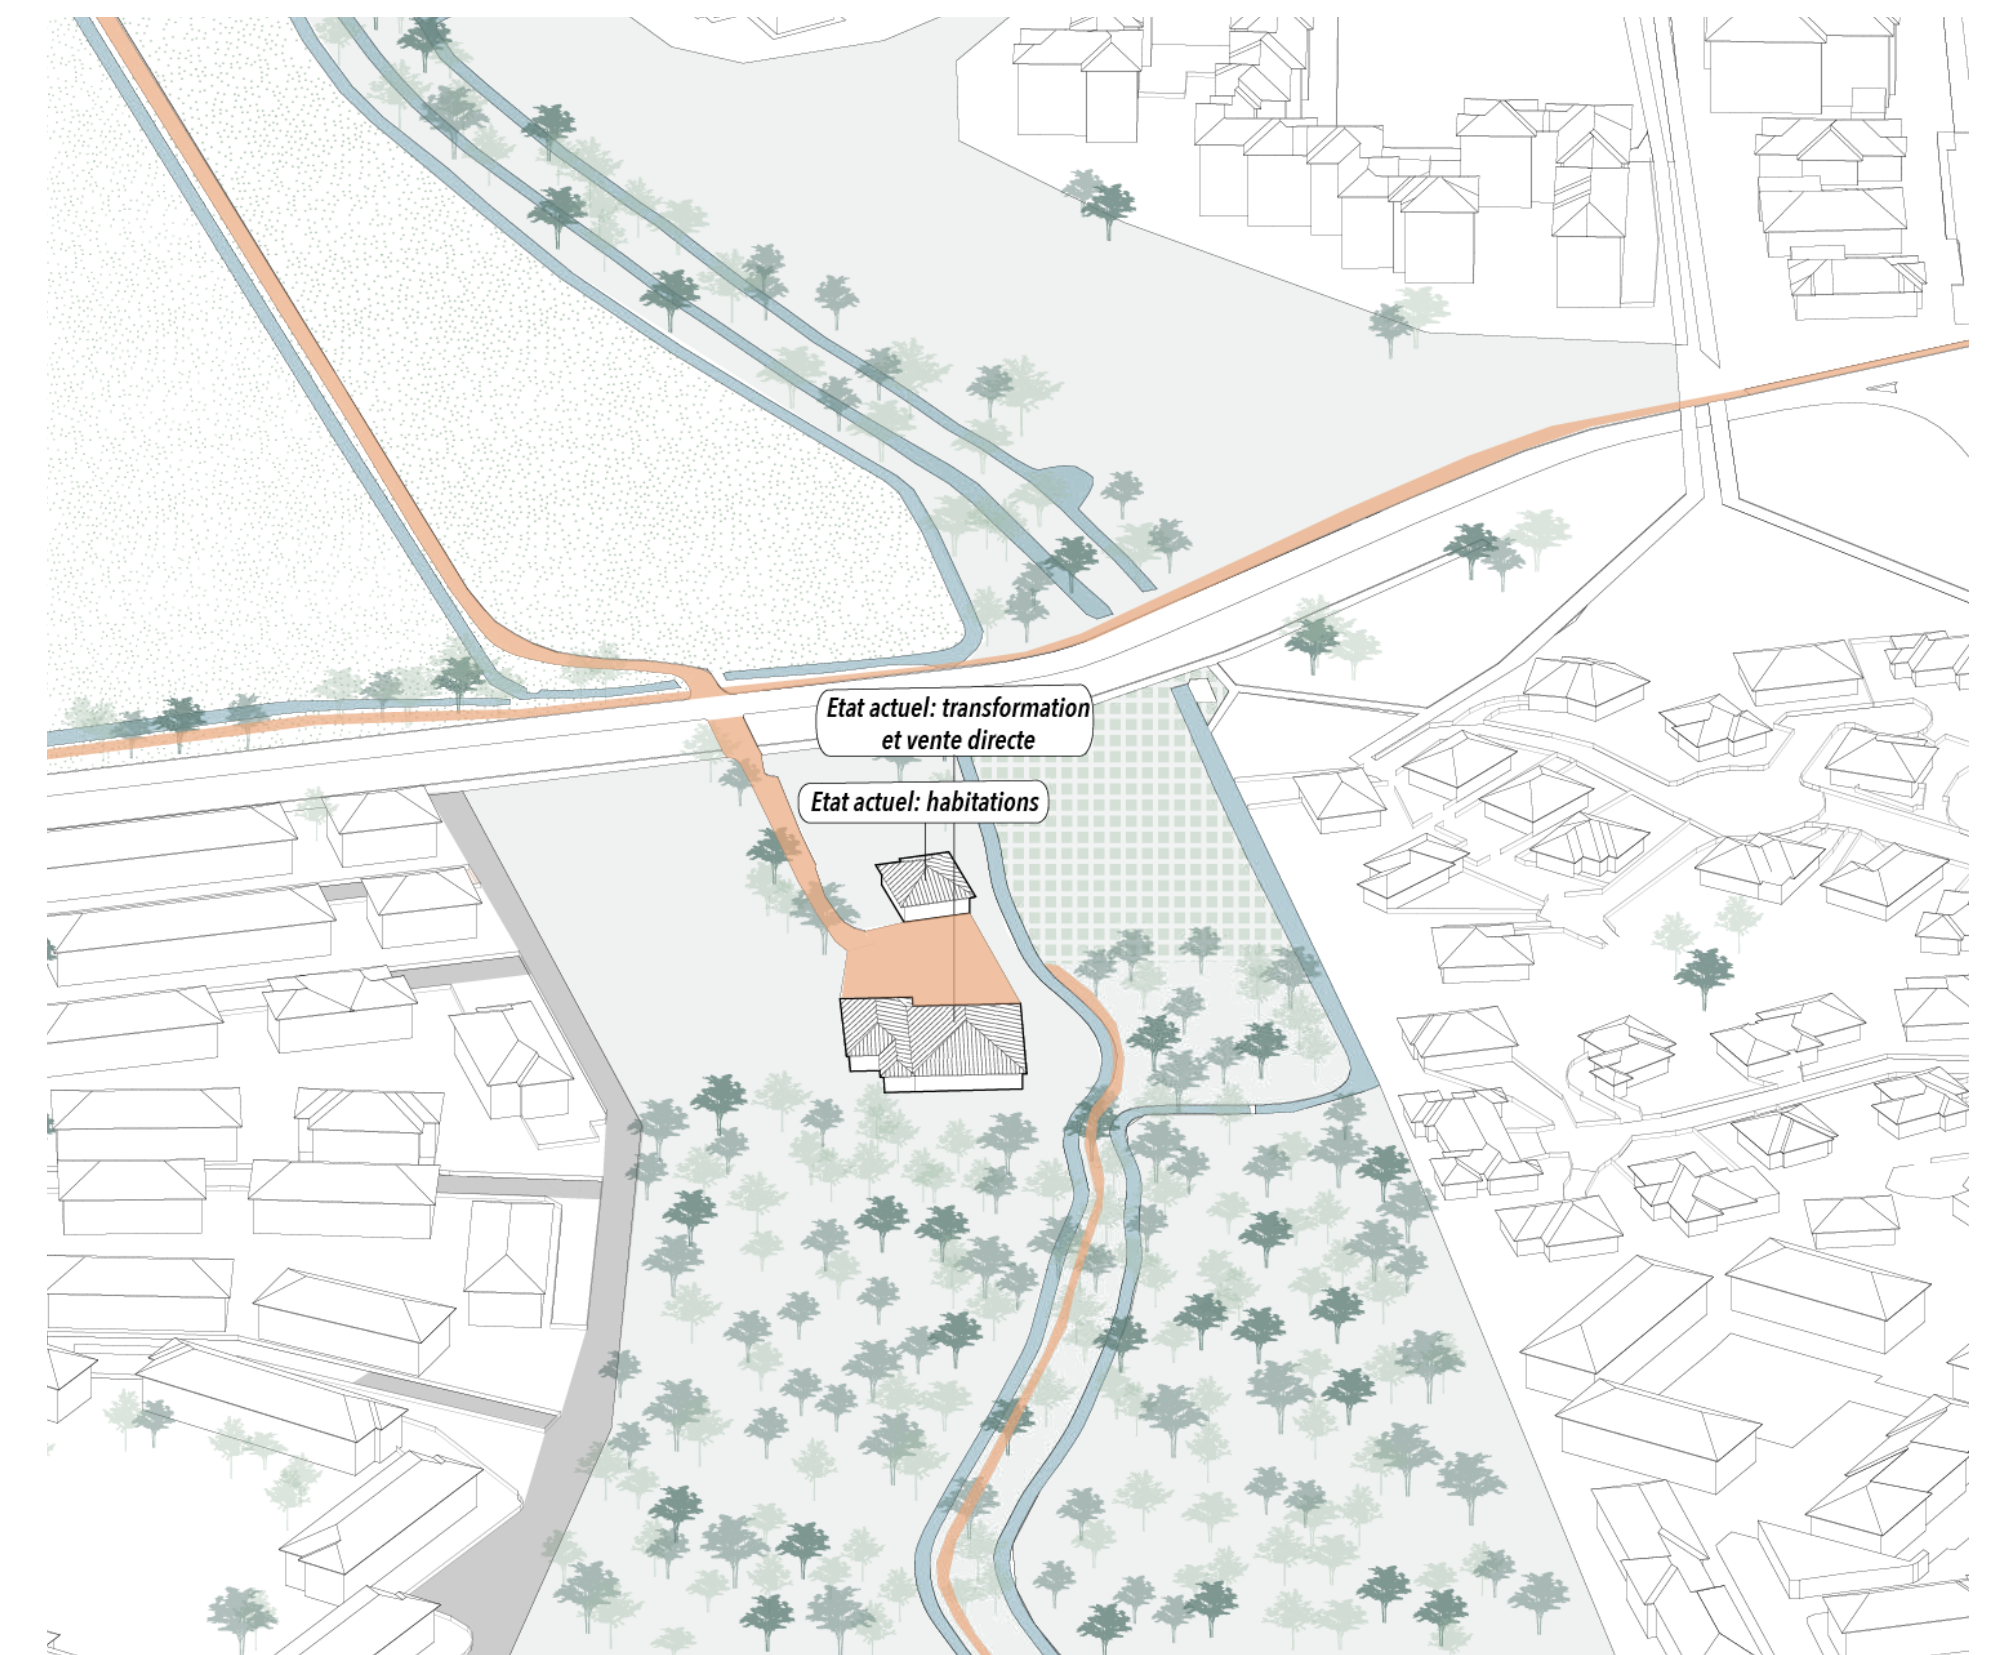 Etat actuel: transformation
et vente directe
Etat actuel: habitations